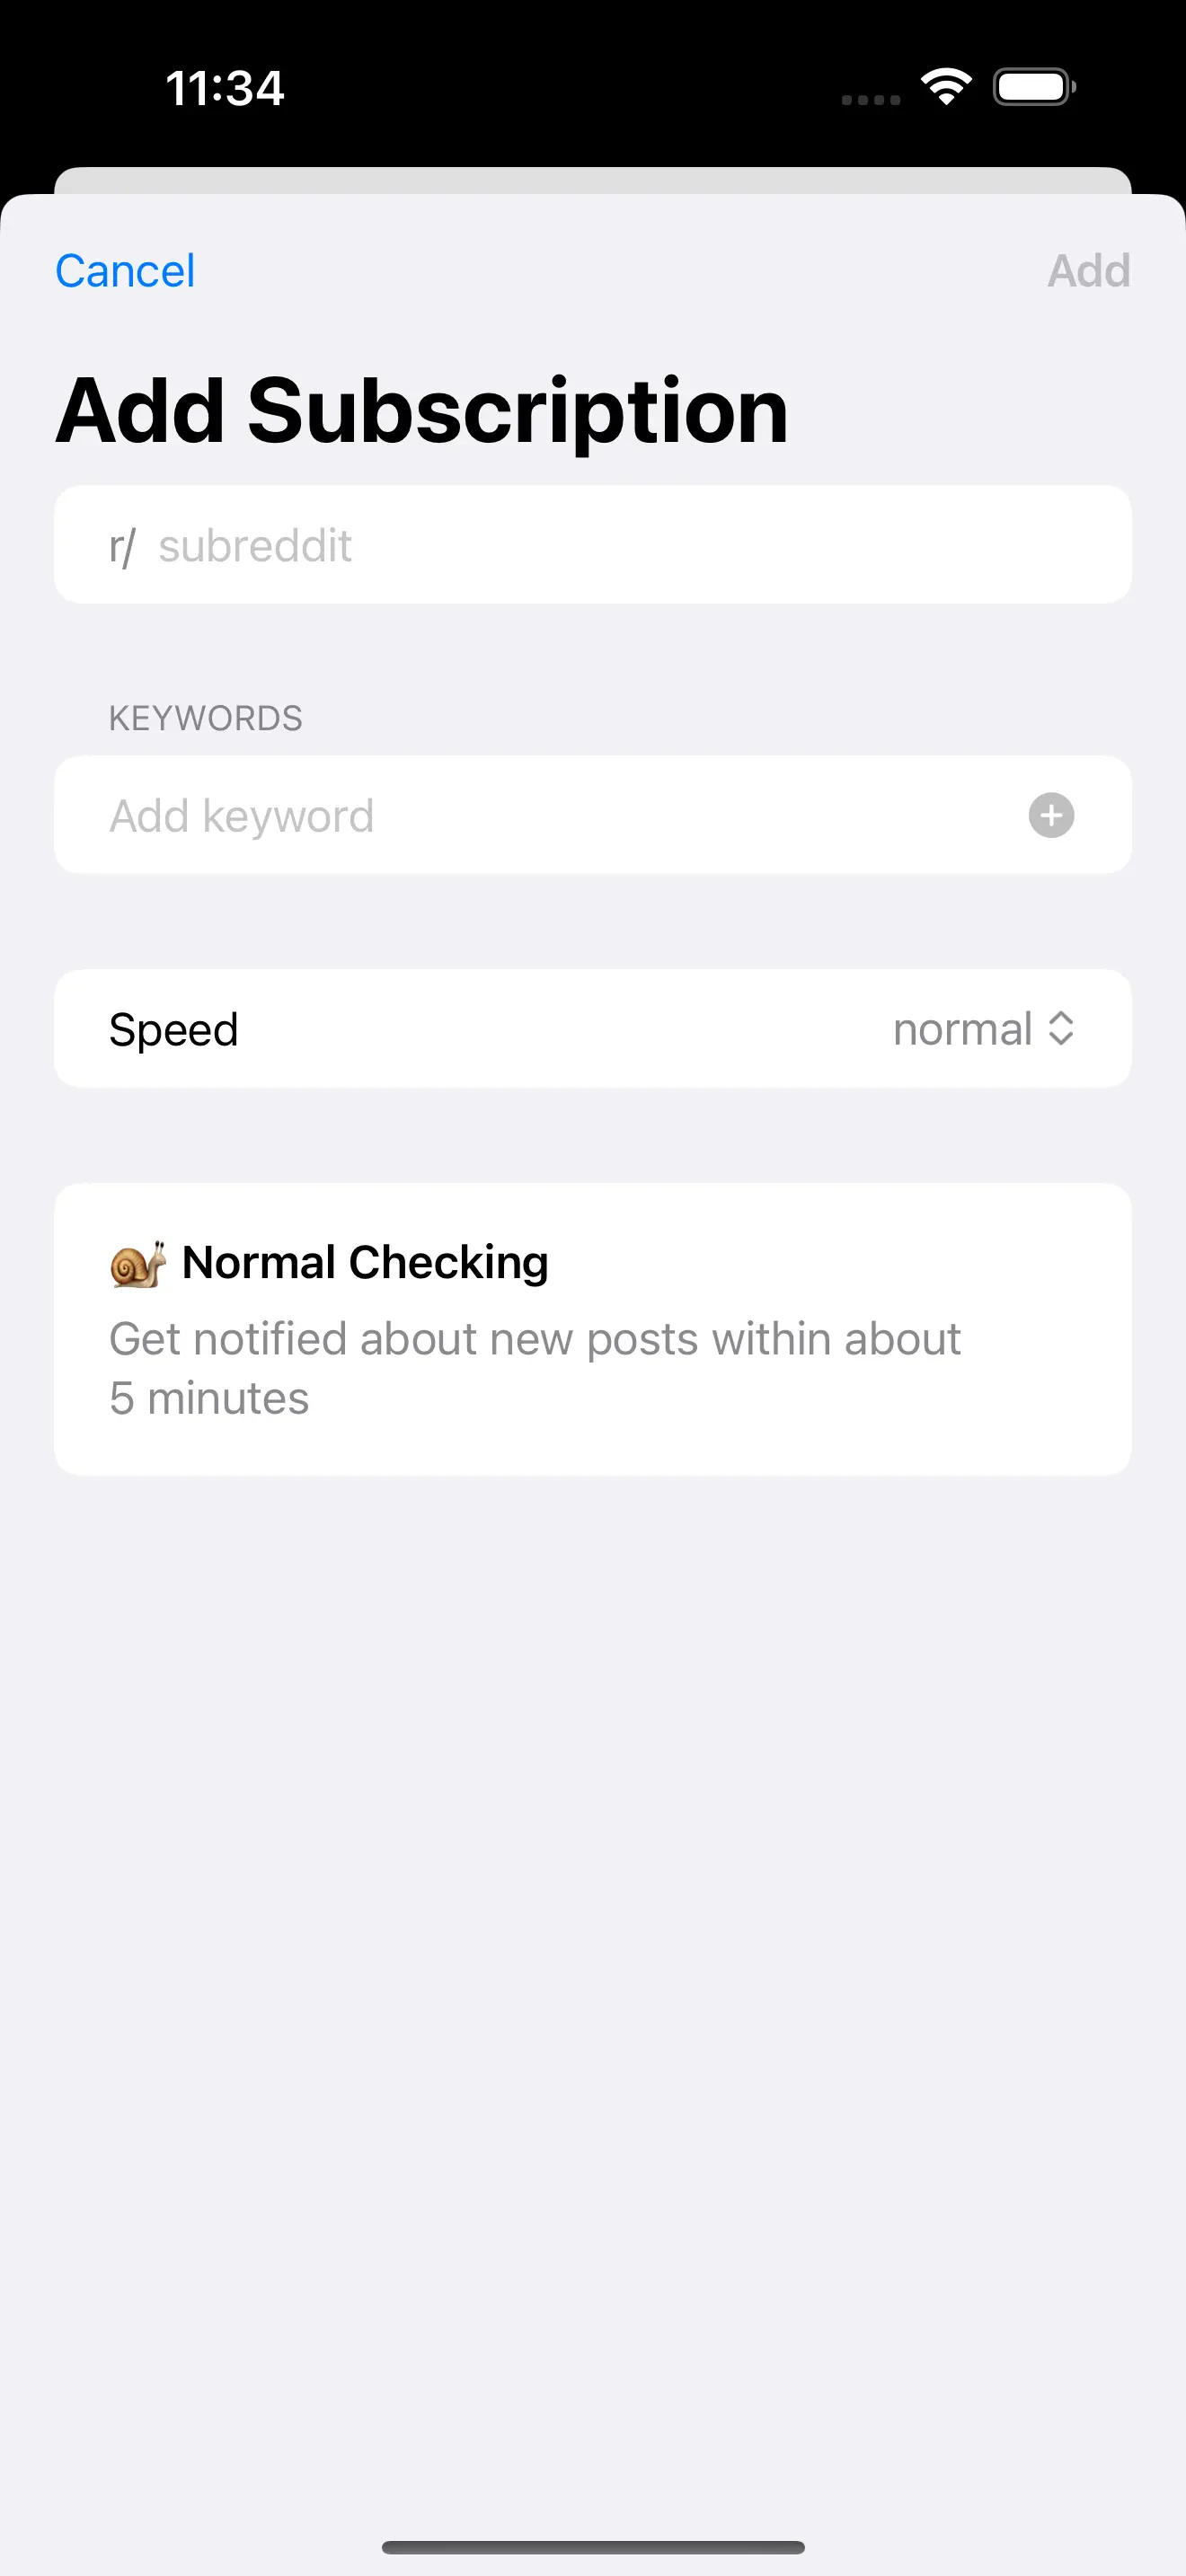 11:34
Cancel
Add
Add Subscription
r/ subreddit
KEYWORDS
Add keyword
Speed
normal
🐌 Normal Checking
Get notified about new posts within about
5 minutes